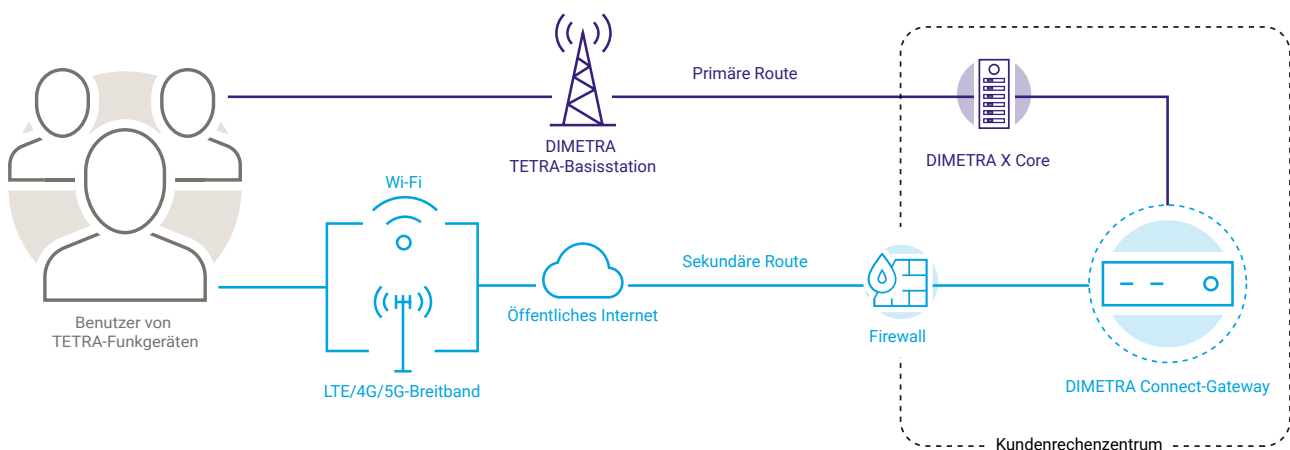 Primäre Route
DIMETRA
TETRA-Basisstation
DIMETRA X Core
Wi-Fi
Sekundäre Route
Öffentliches Internet
Benutzer von
TETRA-Funkgeräten
Firewall
LTE/4G/5G-Breitband
DIMETRA Connect-Gateway
Kundenrechenzentrum